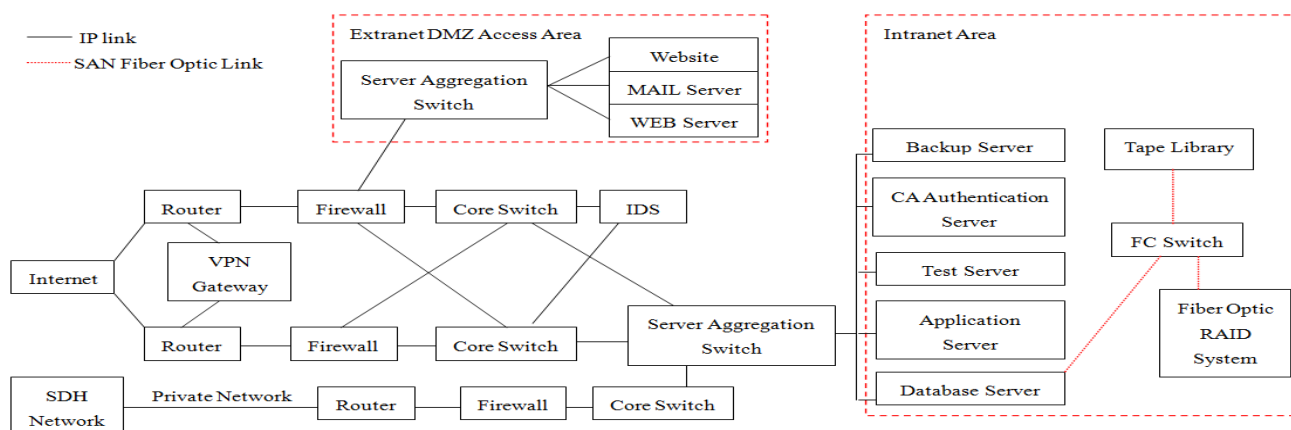 IP link
SAN Fiber Optic Link
Extranet DMZ Access Area
Server Aggregation
Switch
Website
MAIL Server
WEB Server
Intranet Area
Backup Server
CA Authentication
Server
Test Server
Application
Server
Database Server
Tape Library
FC Switch
Fiber Optic
RAID
System
Router
Firewall
Core Switch
IDS
Internet
VPN
Gateway
Router
Firewall
Core Switch
Server Aggregation
Switch
SDH
Network
Private Network
Router
Firewall
Core Switch